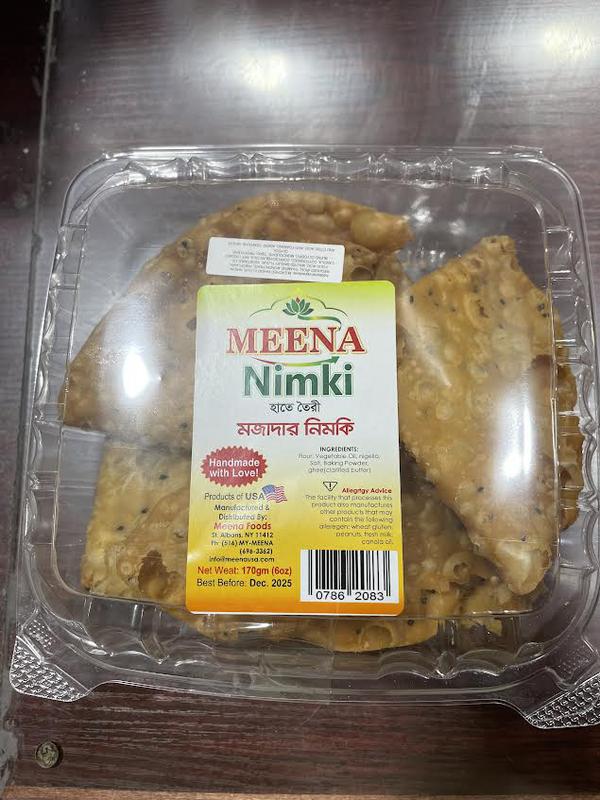 MEENA
Nimki
হাতে তৈরী
মজাদার নিমকি
Handmade
with Love!
Products of USA
Manufactured &
Distributed By:
Meena Foods
St. Albans, NY 11412
Ph: (516) MY-MEENA
(696-3362)
info@meenausa.com
Net Weat: 170gm (6oz)
Best Before: Dec. 2025
INGREDIENTS:
Flour, Vegetable Oil, nigella,
Salt, Baking Powder,
ghee(clarified butter)
Allegrgy Advice
The facility that processes this
product also manufactures
other products that may
contain the following
alleregen: wheat gluten,
peanuts, fresh milk,
canola oil.
0786 2083